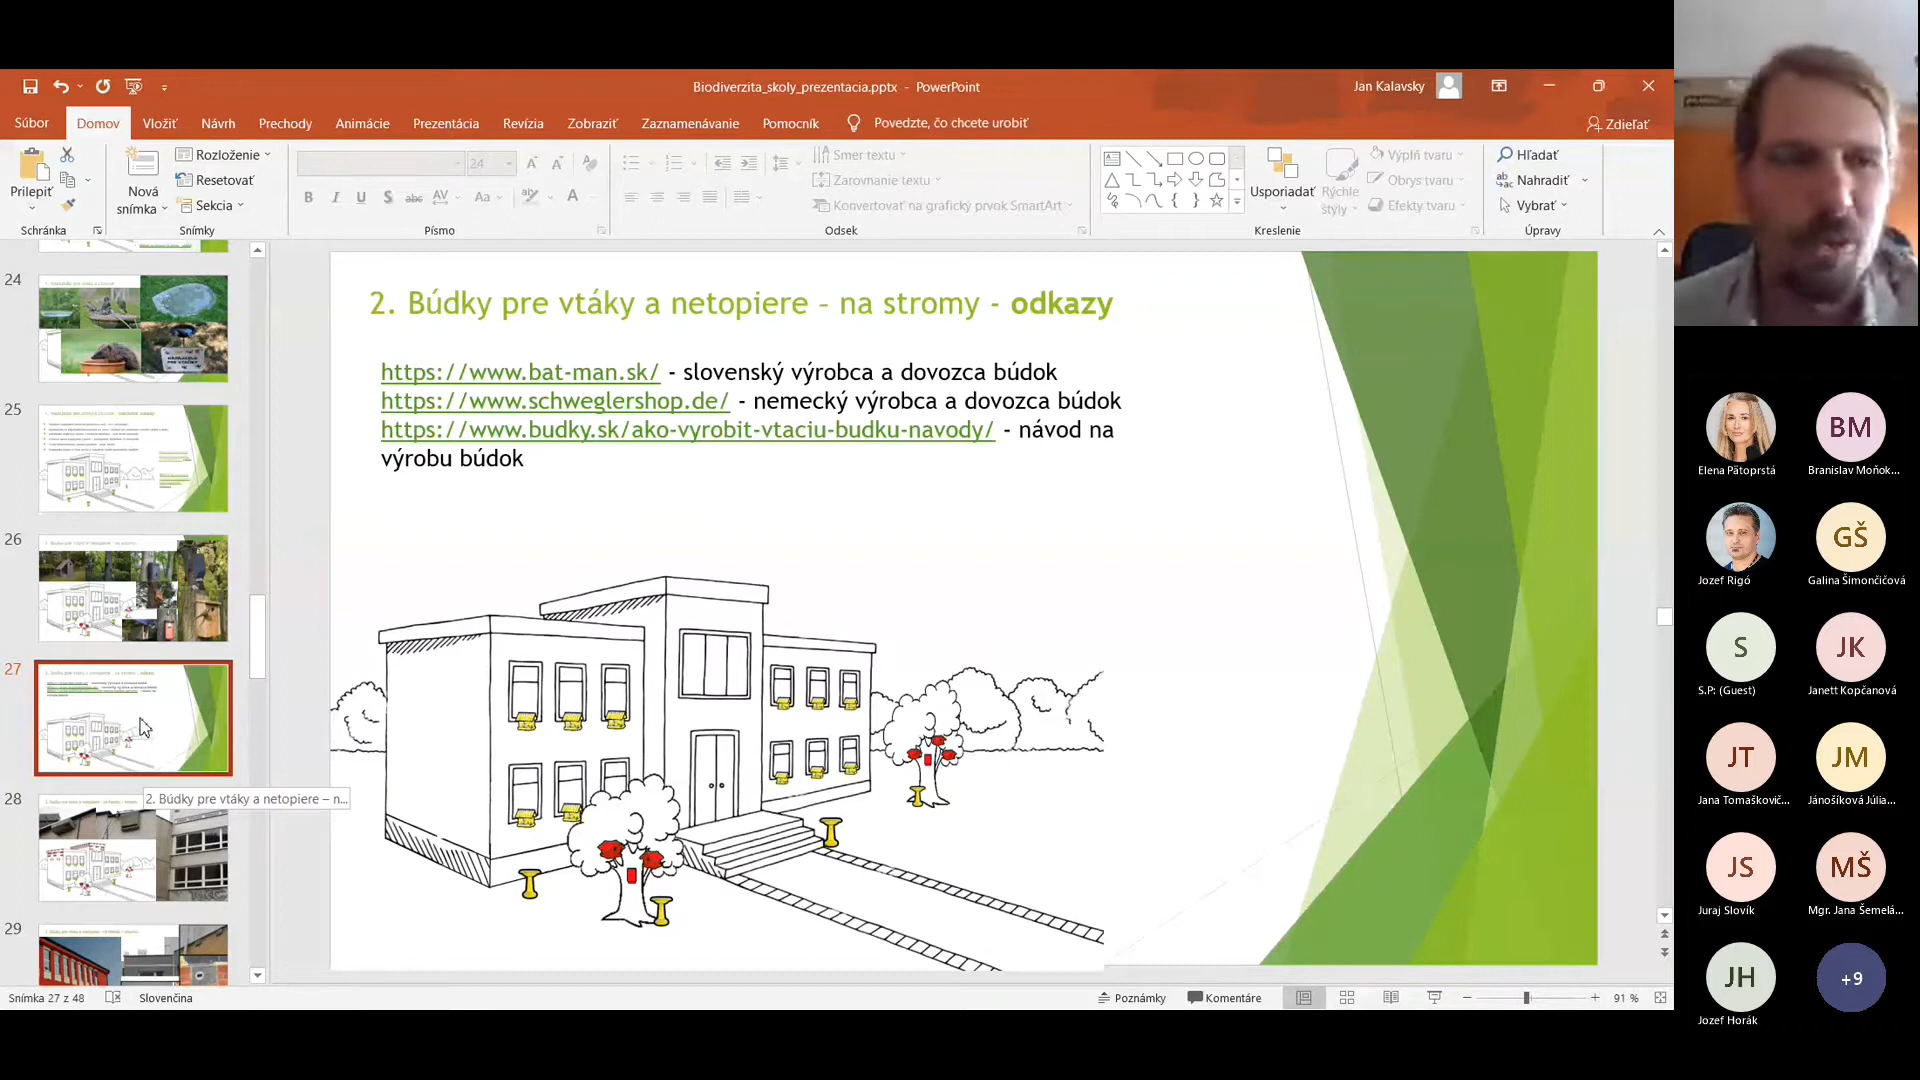 Biodiverzita_skoly_prezentacia.pptx - PowerPoint
Jan Kalavsky
Súbor
Domov
Vložiť
Návrh
Prechody
Animácie
Prezentácia
Revízia
Zobraziť
Zaznamenávanie
Pomocník
Povedzte, čo chcete urobiť
Zdieľať
Prilepiť
Nová snímka
Rozloženie
Resetovať
Sekcia
24
Smer textu
Zarovnanie textu
Konvertovať na grafický prvok SmartArt
Usporiadať
Rýchle štýly
Výplň tvaru
Obrys tvaru
Efekty tvaru
Hľadať
Nahradiť
Vybrať
Schránka
Snímky
Písmo
Odsek
Kreslenie
Úpravy
24
25
26
27
28
29
2. Búdky pre vtáky a netopiere – n...
2. Búdky pre vtáky a netopiere – na stromy - odkazy
https://www.bat-man.sk/ - slovenský výrobca a dovozca búdok
https://www.schweglershop.de/ - nemecký výrobca a dovozca búdok
https://www.budky.sk/ako-vyrobit-vtaciu-budku-navody/ - návod na
výrobu búdok
Snímka 27 z 48
Slovenčina
Poznámky
Komentáre
91 %
Elena Pätoprstá
BM
Branislav Moňok...
Jozef Rigó
GŠ
Galina Šimončičová
S
S.P: (Guest)
JK
Janett Kopčanová
JT
Jana Tomaškovič...
JM
Jánošíková Júlia...
JS
Juraj Slovík
MŠ
Mgr. Jana Šemelá...
JH
Jozef Horák
+9